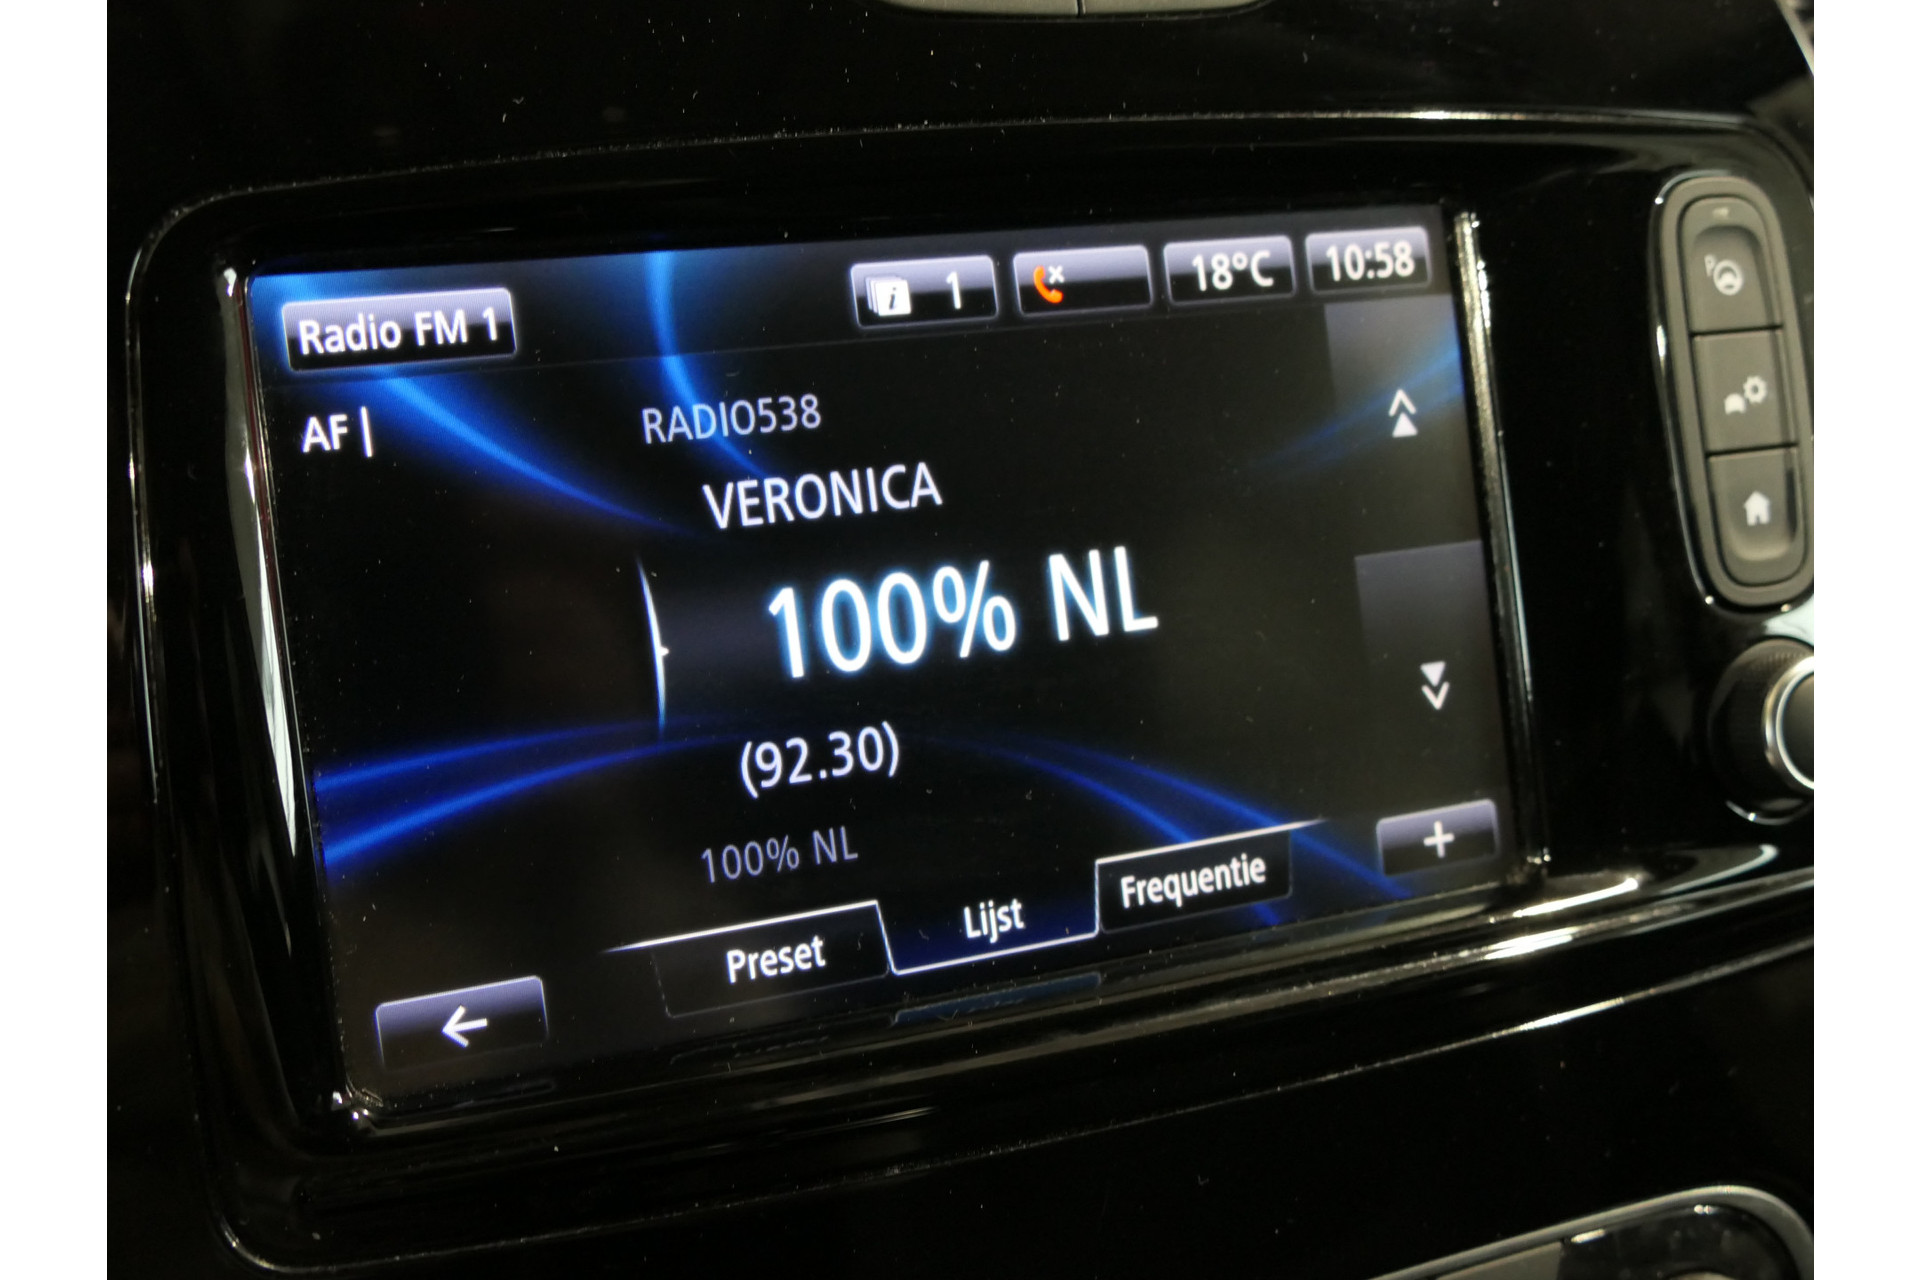 Radio FM 1
i 1
18°C
10:58
AF |
RADIO538
VERONICA
100% NL
(92.30)
100% NL
Preset
Lijst
Frequentie
+
P